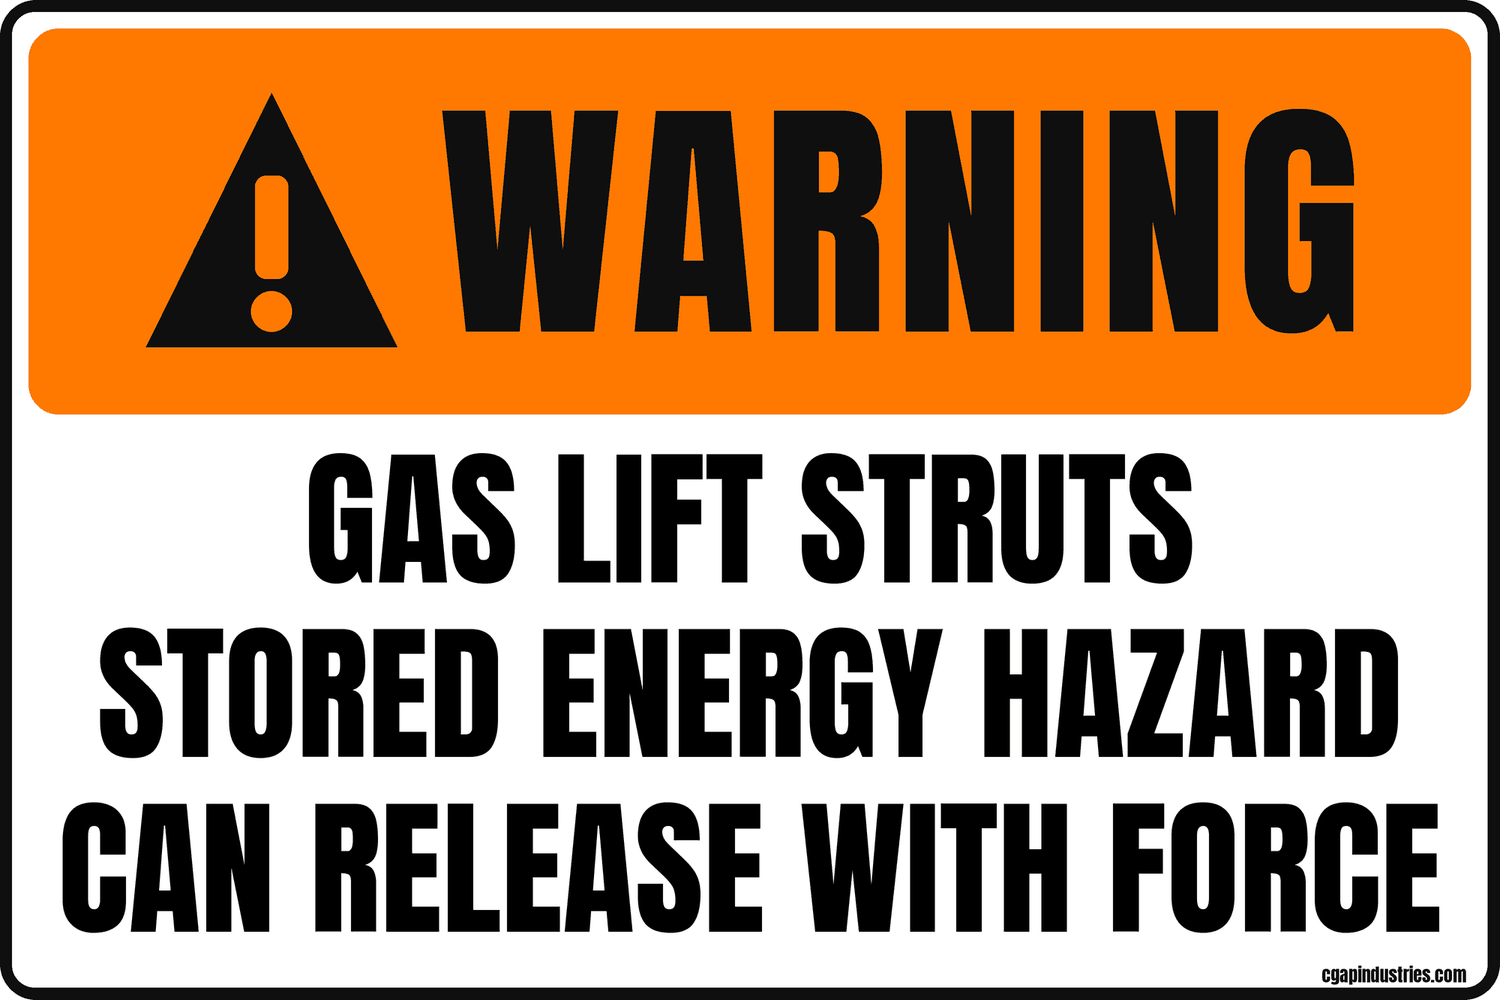 WARNING
GAS LIFT STRUTS
STORED ENERGY HAZARD
CAN RELEASE WITH FORCE
cgapindustries.com